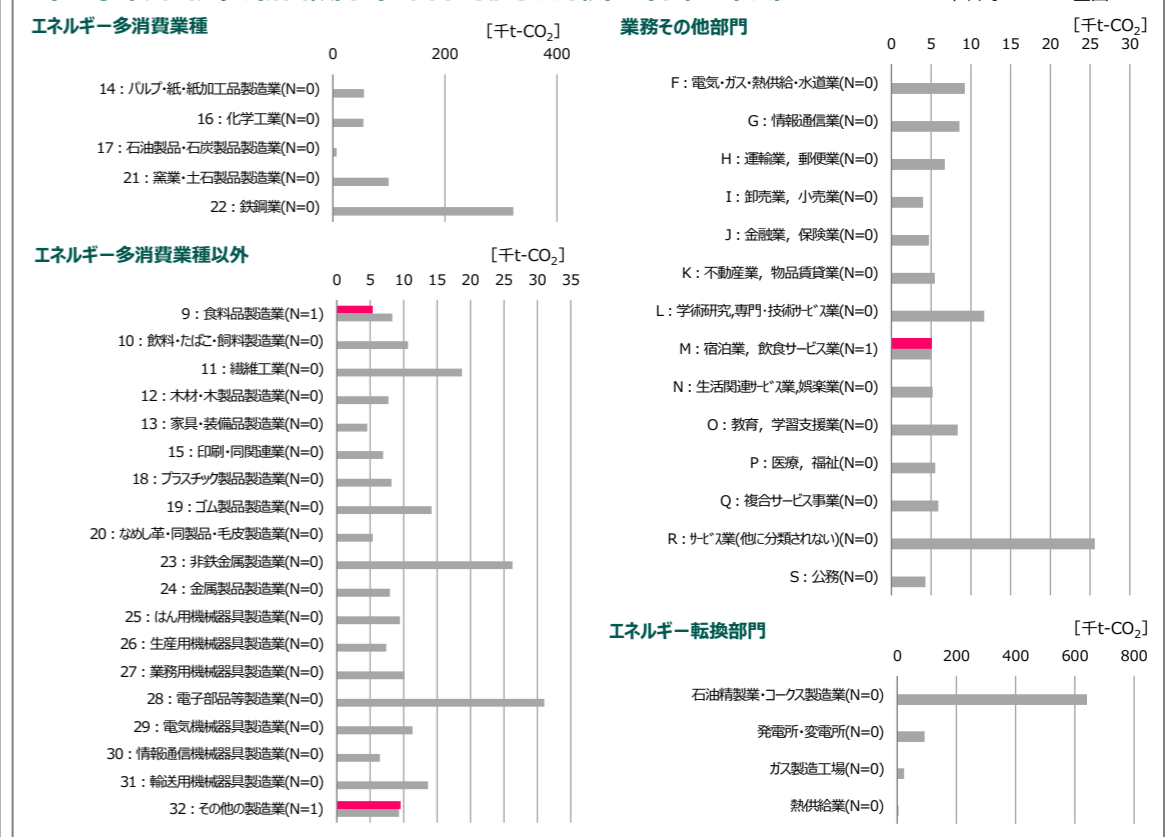 エネルギー多消費業種
[千t-CO2]
0 200 400
14：パルプ・紙・紙加工品製造業(N=0)
16：化学工業(N=0)
17：石油製品・石炭製品製造業(N=0)
21：窯業・土石製品製造業(N=0)
22：鉄鋼業(N=0)
エネルギー多消費業種以外
[千t-CO2]
0 5 10 15 20 25 30 35
9：食料品製造業(N=1)
10：飲料・たばこ・飼料製造業(N=0)
11：繊維工業(N=0)
12：木材・木製品製造業(N=0)
13：家具・装備品製造業(N=0)
15：印刷・同関連業(N=0)
18：プラスチック製品製造業(N=0)
19：ゴム製品製造業(N=0)
20：なめし革・同製品・毛皮製造業(N=0)
23：非鉄金属製造業(N=0)
24：金属製品製造業(N=0)
25：はん用機械器具製造業(N=0)
26：生産用機械器具製造業(N=0)
27：業務用機械器具製造業(N=0)
28：電子部品等製造業(N=0)
29：電気機械器具製造業(N=0)
30：情報通信機械器具製造業(N=0)
31：輸送用機械器具製造業(N=0)
32：その他の製造業(N=1)
業務その他部門
[千t-CO2]
0 5 10 15 20 25 30
F：電気・ガス・熱供給・水道業(N=0)
G：情報通信業(N=0)
H：運輸業，郵便業(N=0)
I：卸売業，小売業(N=0)
J：金融業，保険業(N=0)
K：不動産業，物品賃貸業(N=0)
L：学術研究,専門・技術サービス業(N=0)
M：宿泊業，飲食サービス業(N=1)
N：生活関連サービス業,娯楽業(N=0)
O：教育，学習支援業(N=0)
P：医療，福祉(N=0)
Q：複合サービス事業(N=0)
R：サービス業(他に分類されない)(N=0)
S：公務(N=0)
エネルギー転換部門
[千t-CO2]
0 200 400 600 800
石油精製業・コークス製造業(N=0)
発電所・変電所(N=0)
ガス製造工場(N=0)
熱供給業(N=0)